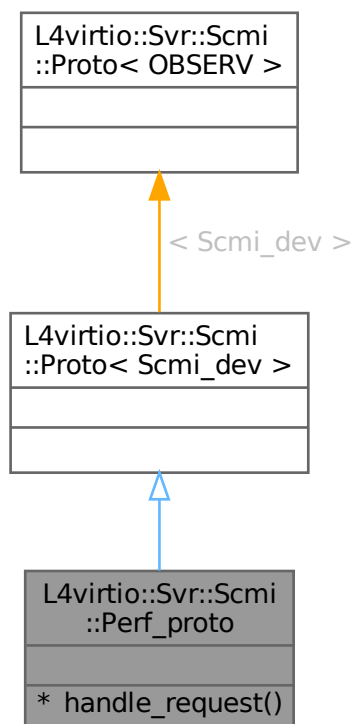 L4virtio::Svr::Scmi
::Proto< OBSERV >
< Scmi_dev >
L4virtio::Svr::Scmi
::Proto< Scmi_dev >
L4virtio::Svr::Scmi
::Perf_proto
* handle_request()